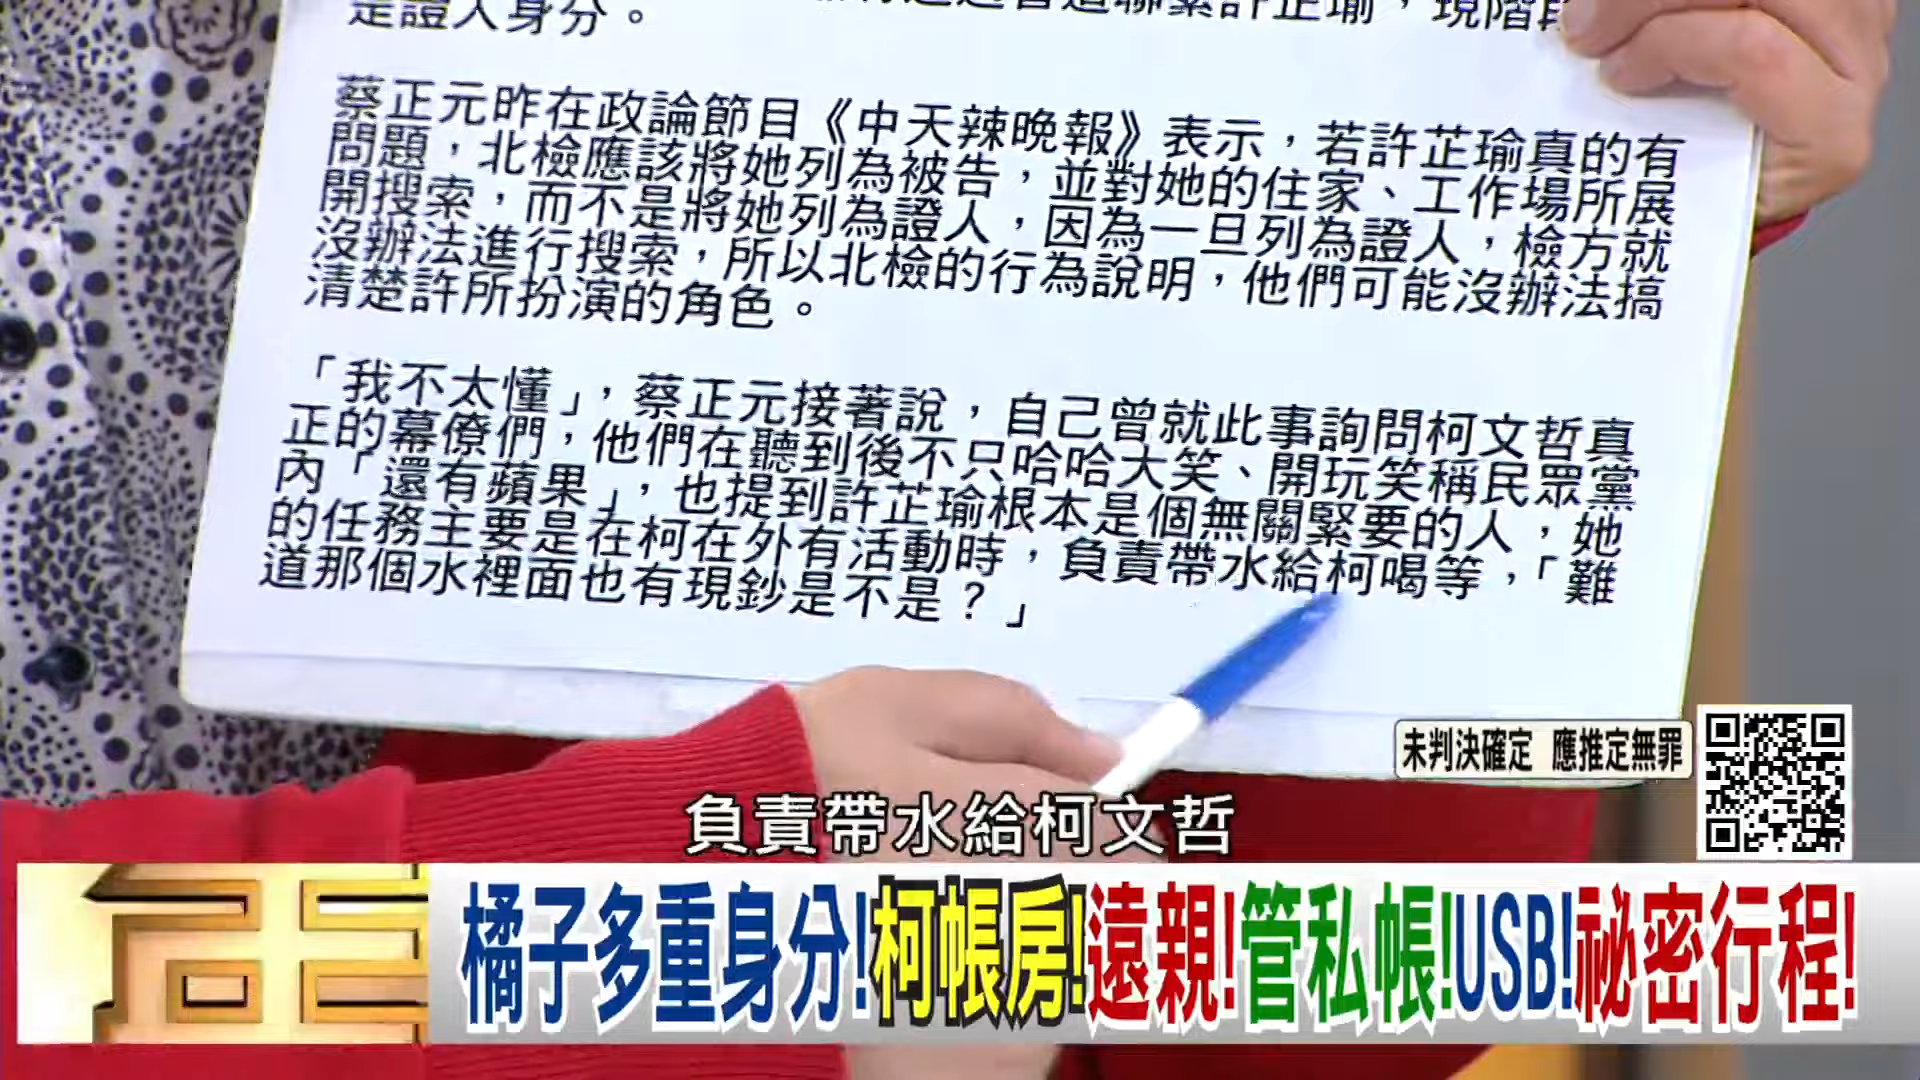 是證人身分。
蔡正元昨在政論節目《中天辣晚報》表示，若許芷瑜真的有
問題，北檢應該將她列為被告，並對她的住家、工作場所展
開搜索，而不是將她列為證人，因為一旦列為證人，檢方就
沒辦法進行搜索，所以北檢的行為說明，他們可能沒辦法搞
清楚許所扮演的角色。
「我不太懂」，蔡正元接著說，自己曾就此事詢問柯文哲真
正的幕僚們，他們在聽到後不只哈哈大笑、開玩笑稱民眾黨
內「還有蘋果」，也提到許芷瑜根本是個無關緊要的人，她
的任務主要是在柯在外有活動時，負責帶水給柯喝等，「難
道那個水裡面也有現鈔是不是？」
未判決確定 應推定無罪
負責帶水給柯文哲
橘子多重身分!柯帳房!遠親!管私帳!USB!祕密行程!